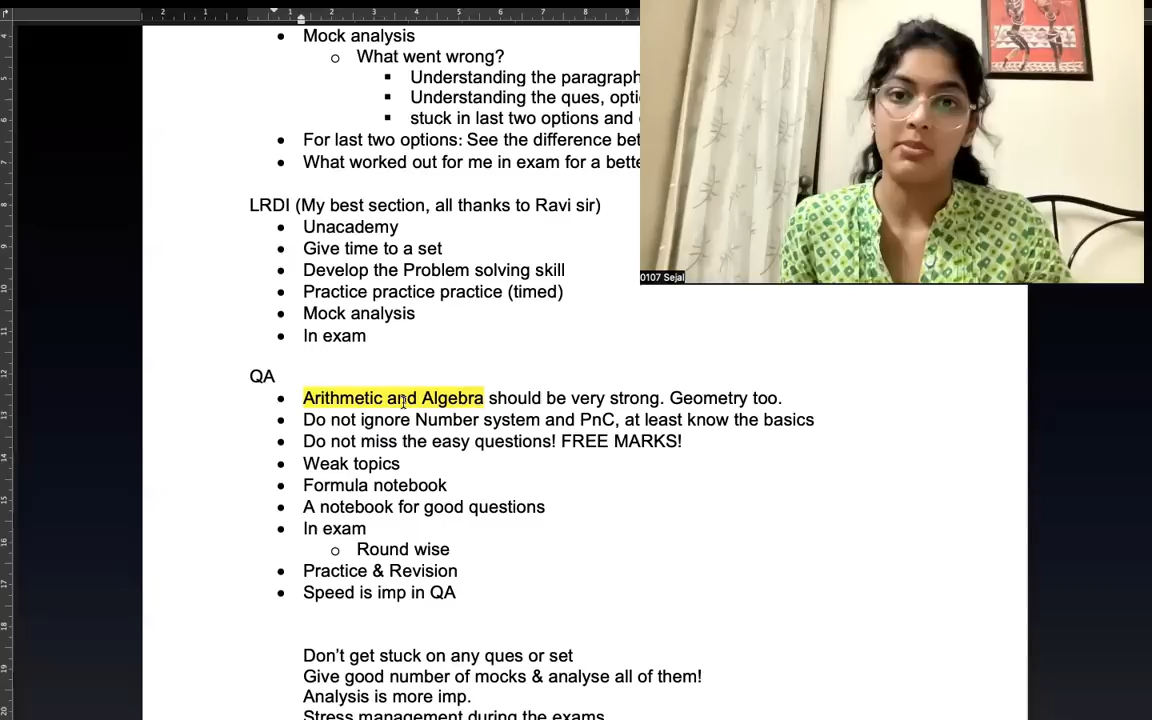 Mock analysis
What went wrong?
Understanding the paragraph
Understanding the ques, opti
stuck in last two options and
For last two options: See the difference bet
What worked out for me in exam for a bette
LRDI (My best section, all thanks to Ravi sir)
Unacademy
Give time to a set
Develop the Problem solving skill
Practice practice practice (timed)
Mock analysis
In exam
QA
Arithmetic and Algebra should be very strong. Geometry too.
Do not ignore Number system and PnC, at least know the basics
Do not miss the easy questions! FREE MARKS!
Weak topics
Formula notebook
A notebook for good questions
In exam
Round wise
Practice & Revision
Speed is imp in QA
Don't get stuck on any ques or set
Give good number of mocks & analyse all of them!
Analysis is more imp.
Stress management during the exams
0107 Sejal